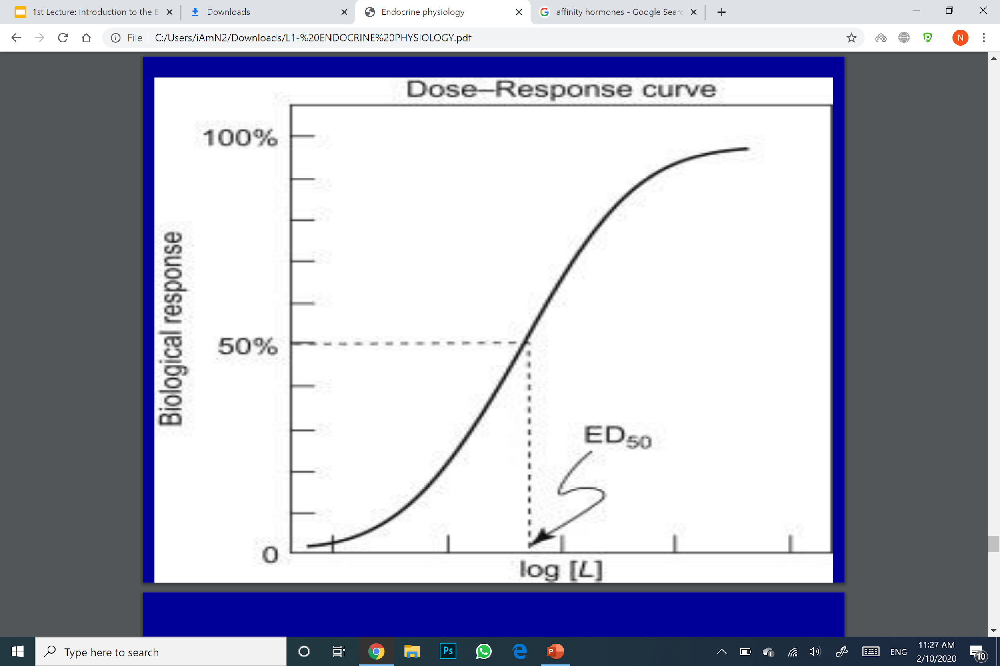 1st Lecture: Introduction to the E
Downloads
Endocrine physiology
affinity hormones - Google Searc
File
C:/Users/iAmN2/Downloads/L1-%20ENDOCRINE%20PHYSIOLOGY.pdf
N
Dose–Response curve
100%
Biological response
50%
ED50
0
log [L]
Type here to search
Ps
P
ENG
11:27 AM
2/10/2020
10